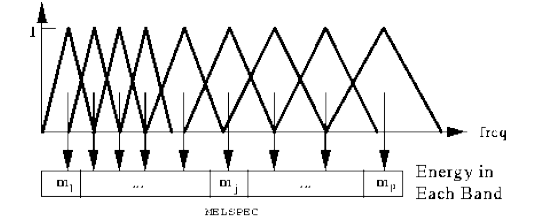 1
freq
m1 ... mj ... mp
Energy in
Each Band
MELSPEC